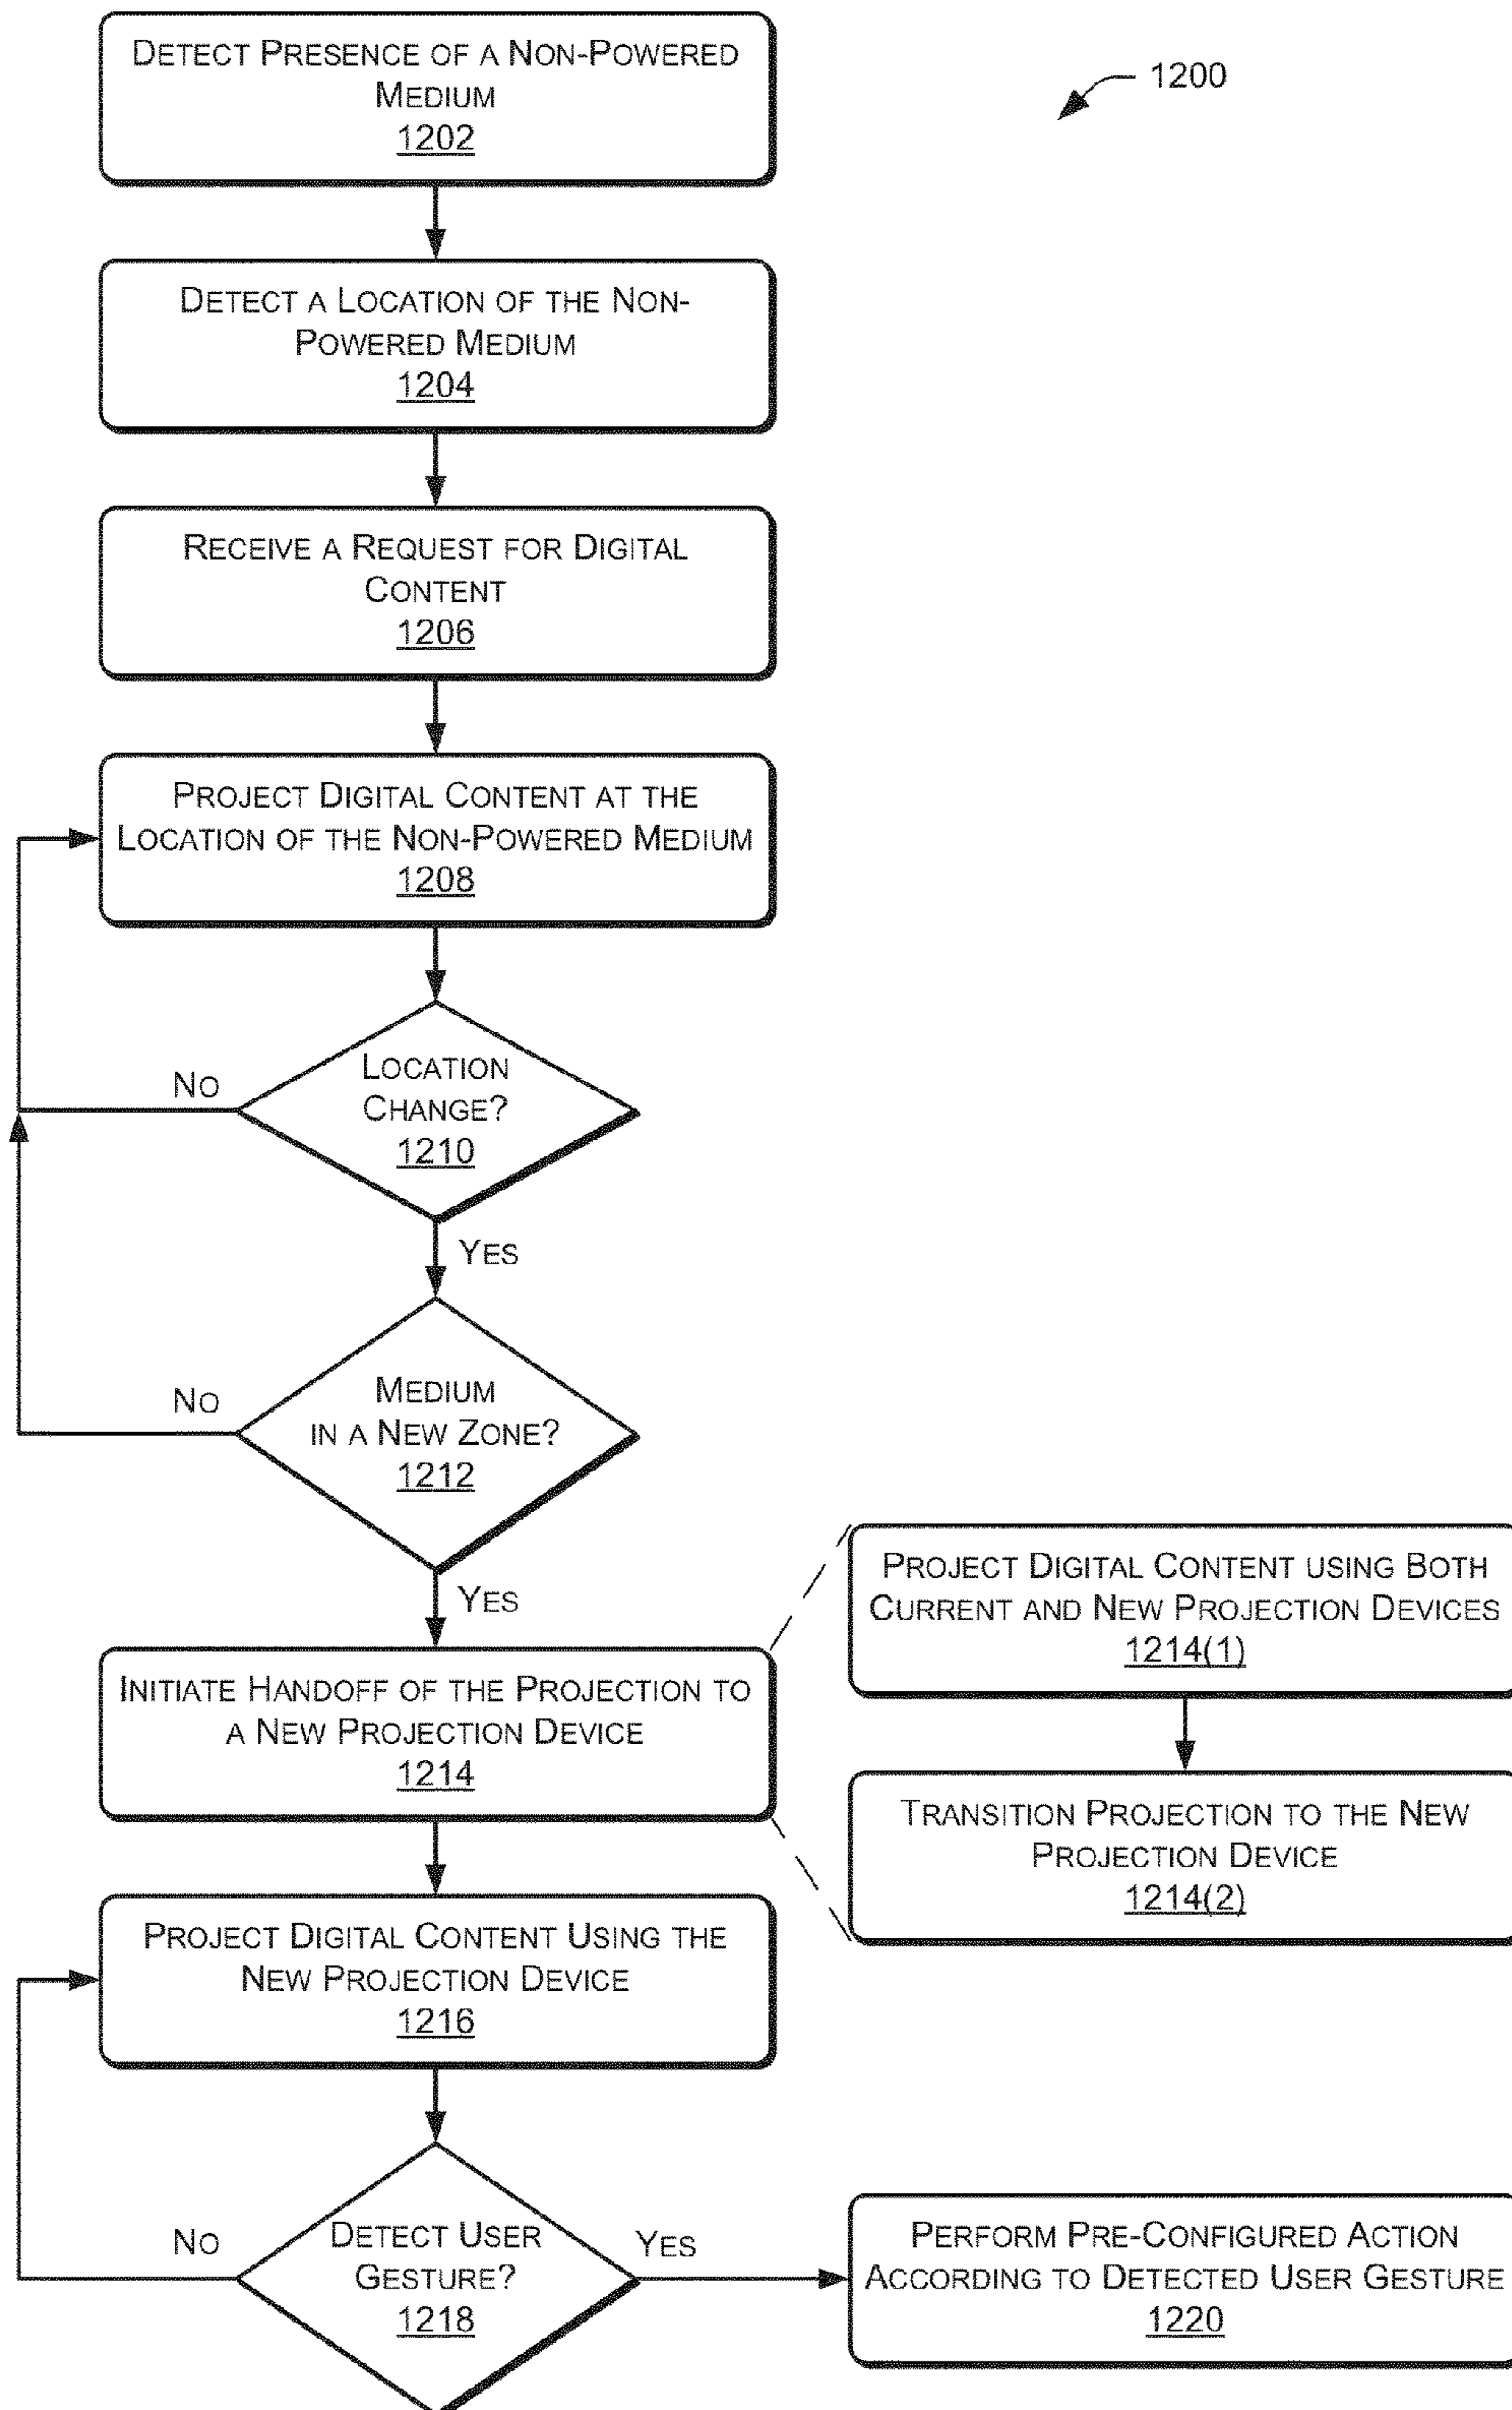 DETECT PRESENCE OF A NON-POWERED
MEDIUM
1202
1200
DETECT A LOCATION OF THE NON-
POWERED MEDIUM
1204
RECEIVE A REQUEST FOR DIGITAL
CONTENT
1206
PROJECT DIGITAL CONTENT AT THE
LOCATION OF THE NON-POWERED MEDIUM
1208
LOCATION
CHANGE?
1210
NO
YES
MEDIUM
IN A NEW ZONE?
1212
NO
YES
INITIATE HANDOFF OF THE PROJECTION TO
A NEW PROJECTION DEVICE
1214
PROJECT DIGITAL CONTENT USING BOTH
CURRENT AND NEW PROJECTION DEVICES
1214(1)
TRANSITION PROJECTION TO THE NEW
PROJECTION DEVICE
1214(2)
PROJECT DIGITAL CONTENT USING THE
NEW PROJECTION DEVICE
1216
DETECT USER
GESTURE?
1218
NO
YES
PERFORM PRE-CONFIGURED ACTION
ACCORDING TO DETECTED USER GESTURE
1220